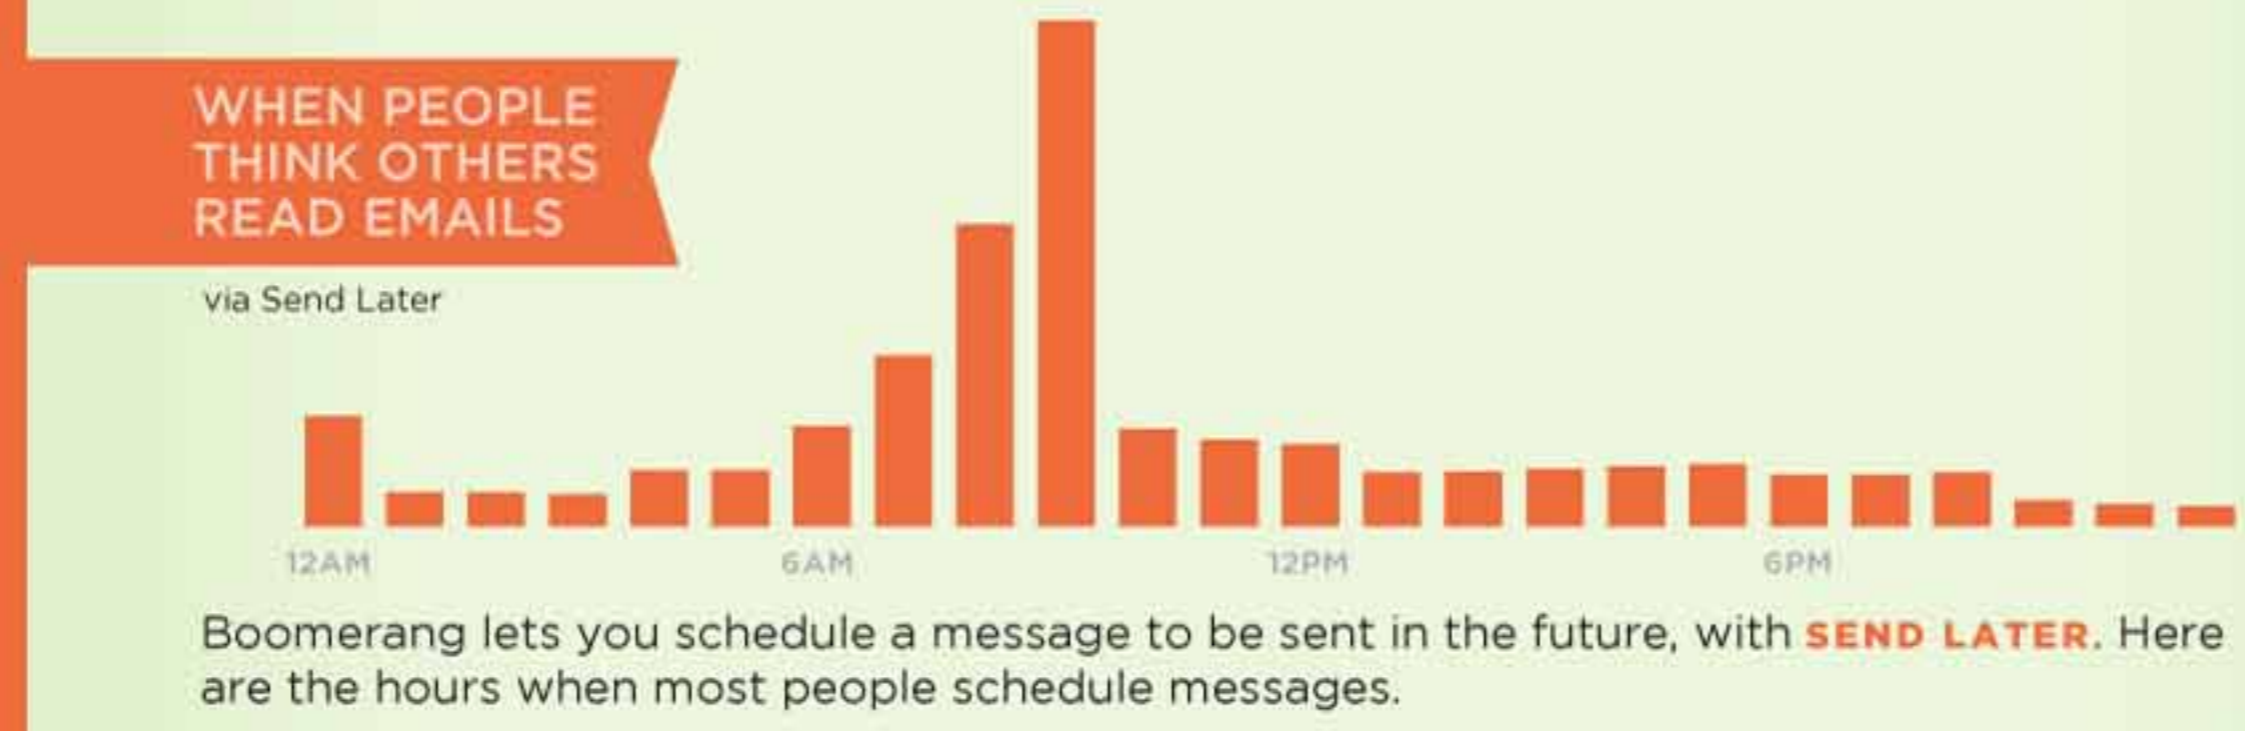 WHEN PEOPLE
THINK OTHERS
READ EMAILS
via Send Later
12AM 6AM 12PM 6PM
Boomerang lets you schedule a message to be sent in the future, with SEND LATER. Here
are the hours when most people schedule messages.